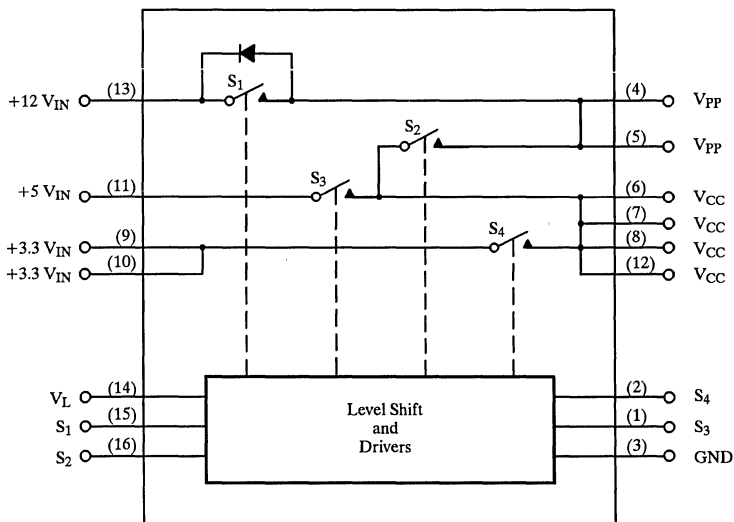 +12 VIN (13) S1 (4) VPP
S2 (5) VPP
+5 VIN (11) S3 (6) VCC
(7) VCC
+3.3 VIN (9) S4 (8) VCC
+3.3 VIN (10) (12) VCC
VL (14) (2) S4
Level Shift
S1 (15) and (1) S3
Drivers
S2 (16) (3) GND